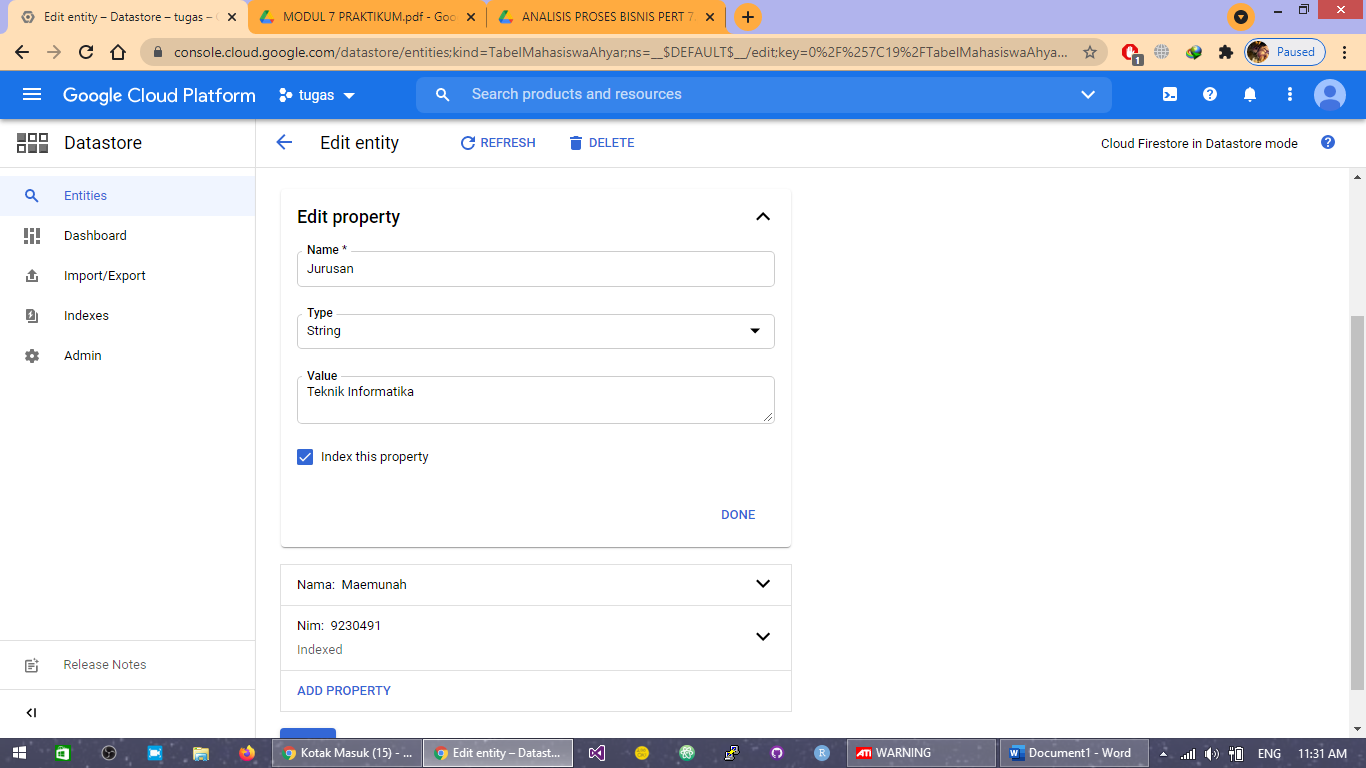 Edit entity – Datastore – tugas –
MODUL 7 PRAKTIKUM.pdf - Goo
ANALISIS PROSES BISNIS PERT 7.
console.cloud.google.com/datastore/entities;kind=TabelMahasiswaAhyar;ns=__$DEFAULT$__/edit;key=0%2F%257C19%2FTabelMahasiswaAhya...
1
Paused
Google Cloud Platform
tugas
Search products and resources
Datastore
Edit entity
REFRESH
DELETE
Cloud Firestore in Datastore mode
Entities
Dashboard
Import/Export
Indexes
Admin
Release Notes
Edit property
Name *
Jurusan
Type
String
Value
Teknik Informatika
Index this property
DONE
Nama: Maemunah
Nim: 9230491
Indexed
ADD PROPERTY
Kotak Masuk (15) - ...
Edit entity – Datast...
ATI WARNING
Document1 - Word
ENG
11:31 AM